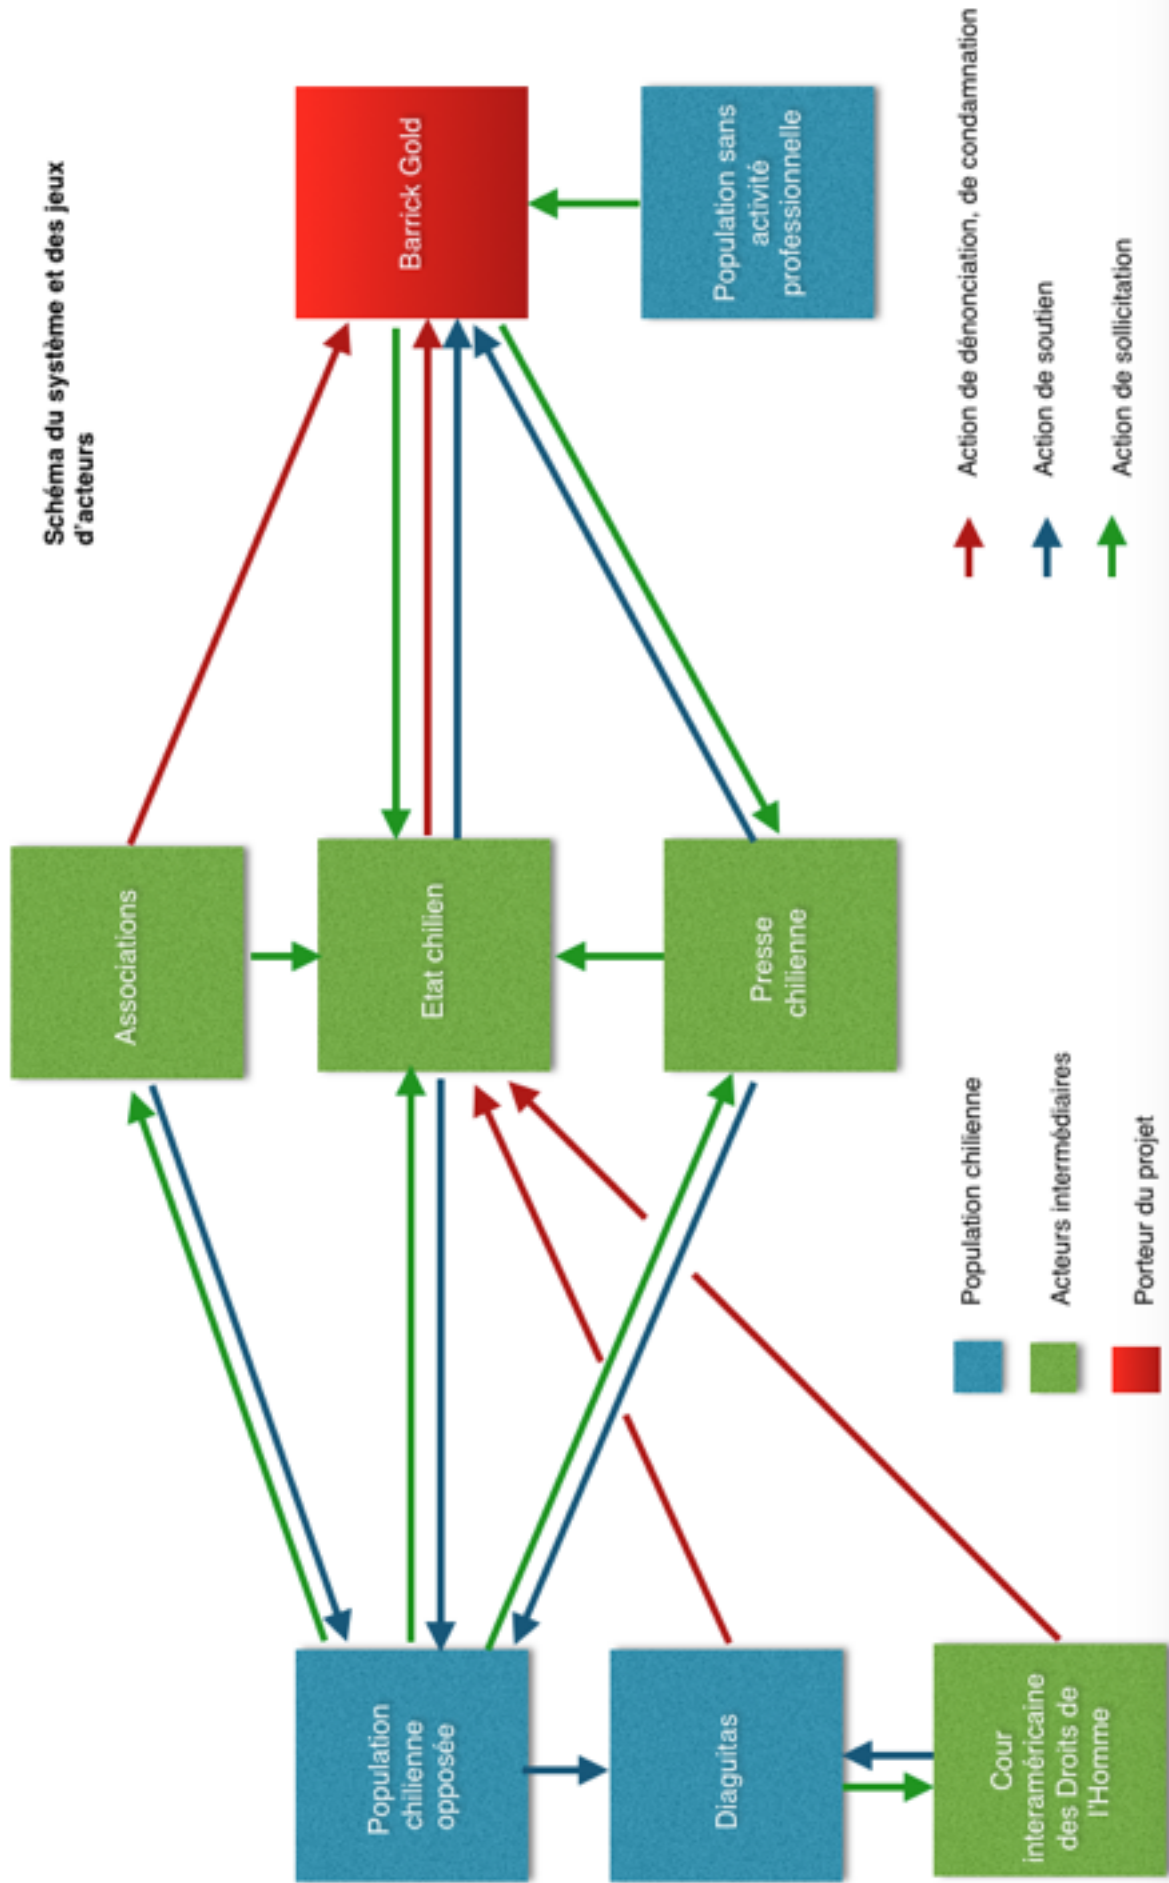 Schéma du système et des jeux
d'acteurs
Associations
Population
chilienne
opposée
Etat chilien
Barrick Gold
Diaguitas
Presse
chilienne
Population sans
activité
professionnelle
Cour
interaméricaine
des Droits de
l'Homme
Population chilienne
Acteurs intermédiaires
Porteur du projet
Action de dénonciation, de condamnation
Action de soutien
Action de sollicitation